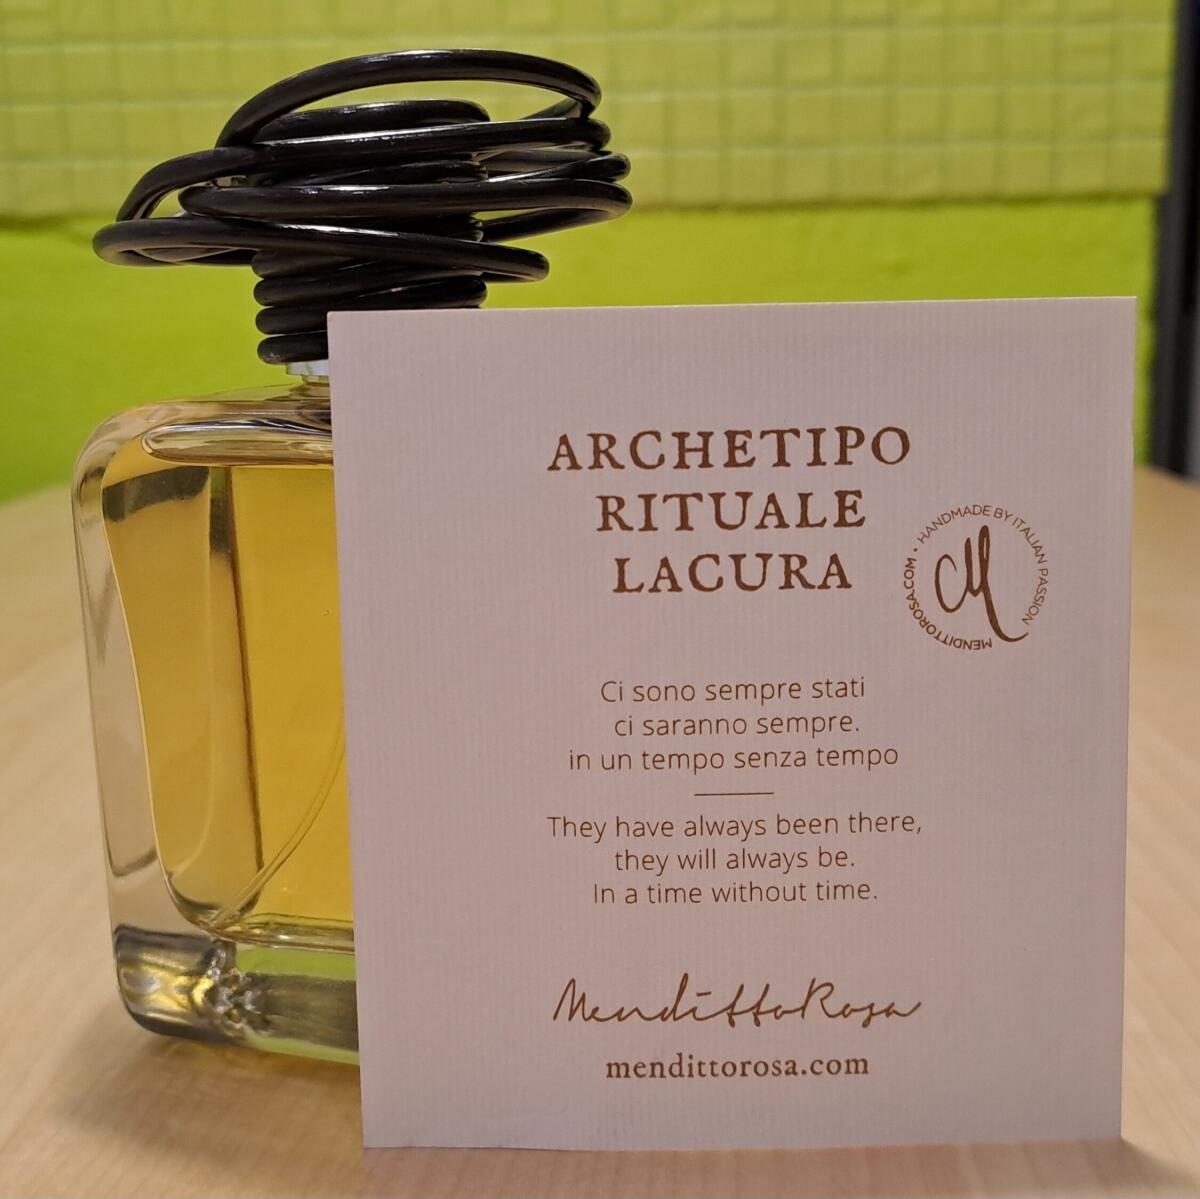 ARCHETIPO
RITUALE
LACURA
MENDITTOROSA.COM • HANDMADE BY ITALIAN PASSION
M
Ci sono sempre stati
ci saranno sempre.
in un tempo senza tempo
They have always been there,
they will always be.
In a time without time.
MendittoRosa
mendittorosa.com